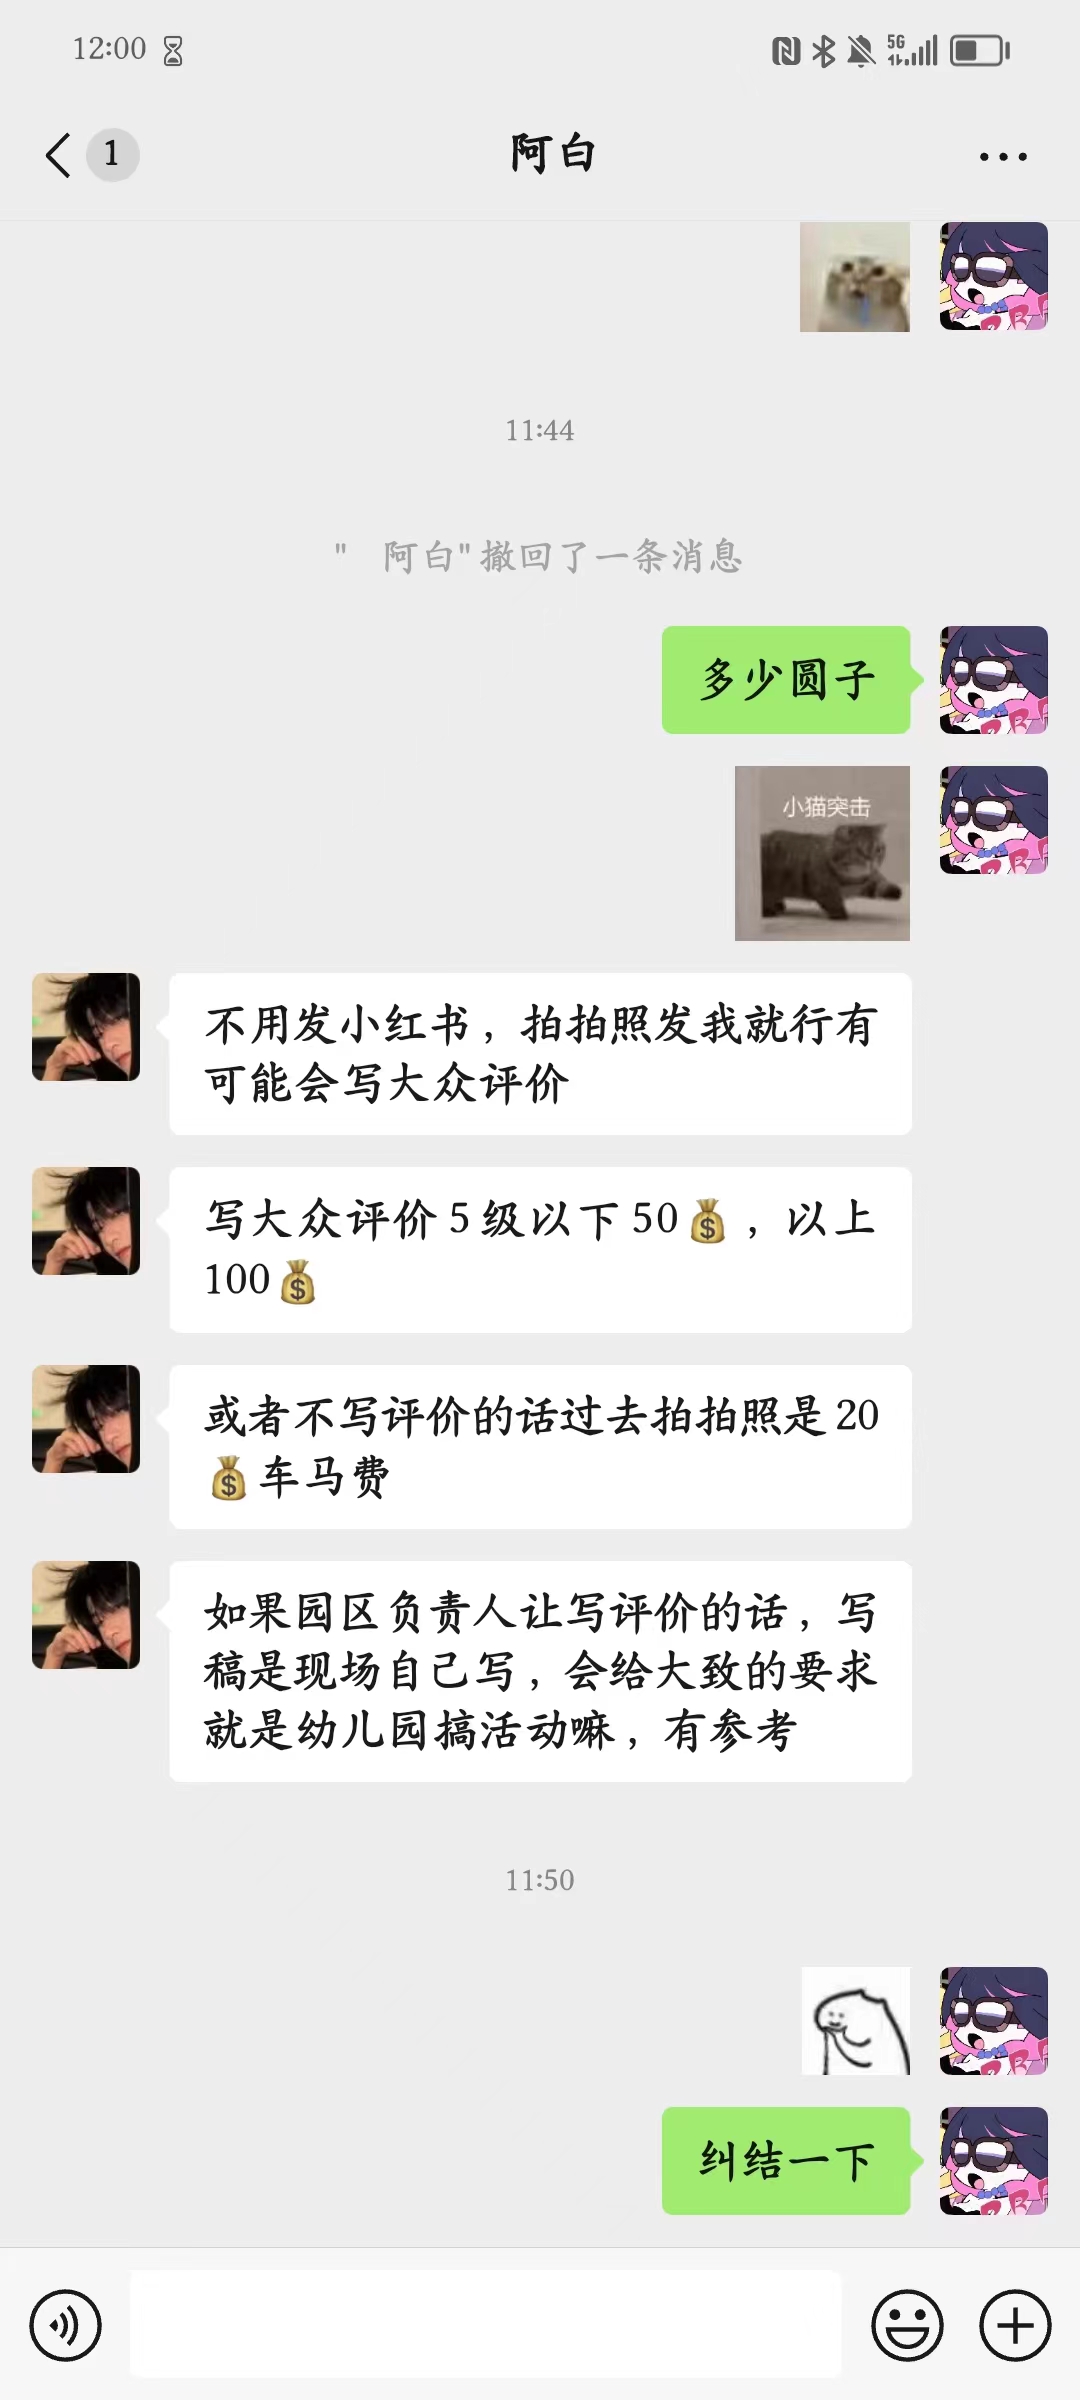 12:00
5G
1
阿白
11:44
" 阿白"撤回了一条消息
多少圆子
小猫突击
不用发小红书，拍拍照发我就行有
可能会写大众评价
写大众评价5级以下50💰，以上
100💰
或者不写评价的话过去拍拍照是20
💰车马费
如果园区负责人让写评价的话，写
稿是现场自己写，会给大致的要求
就是幼儿园搞活动嘛，有参考
11:50
纠结一下